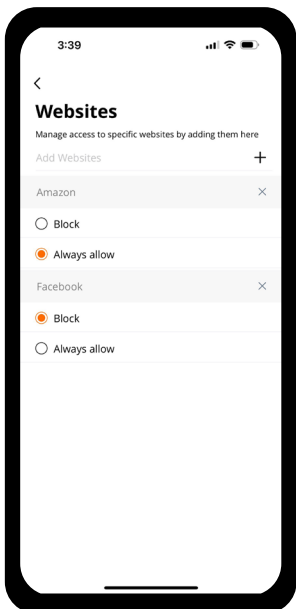 3:39
Websites
Manage access to specific websites by adding them here
Add Websites
Amazon
Block
Always allow
Facebook
Block
Always allow